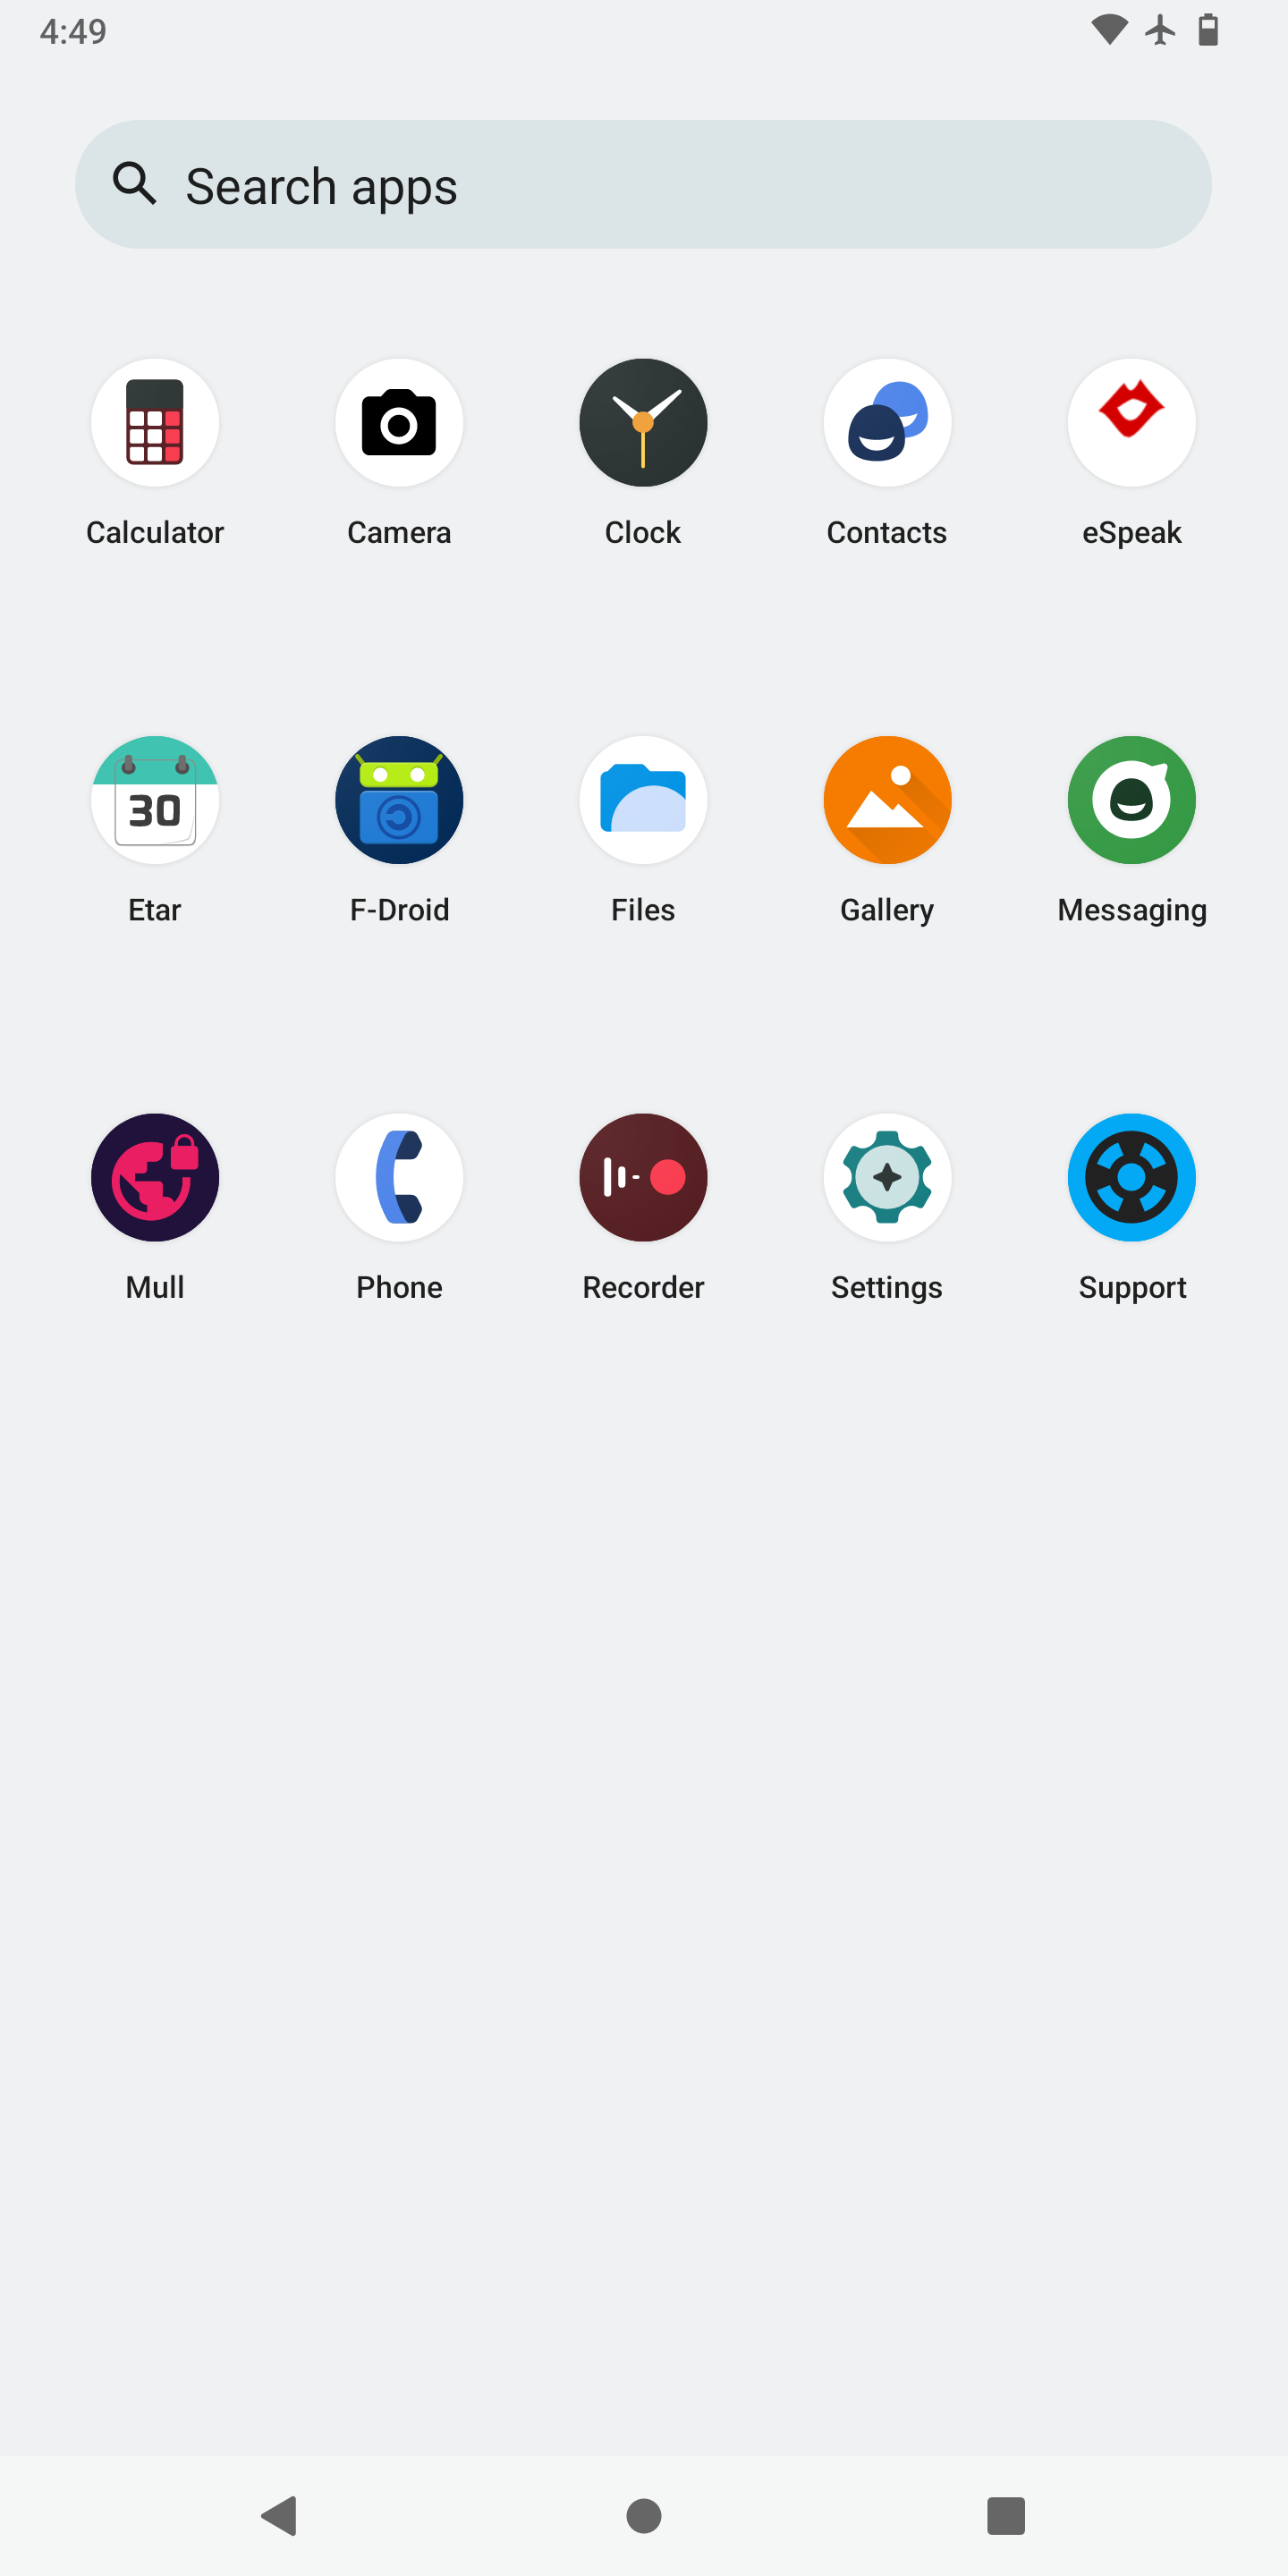 4:49
Search apps
Calculator Camera Clock Contacts eSpeak
30
Etar F-Droid Files Gallery Messaging
Mull Phone Recorder Settings Support